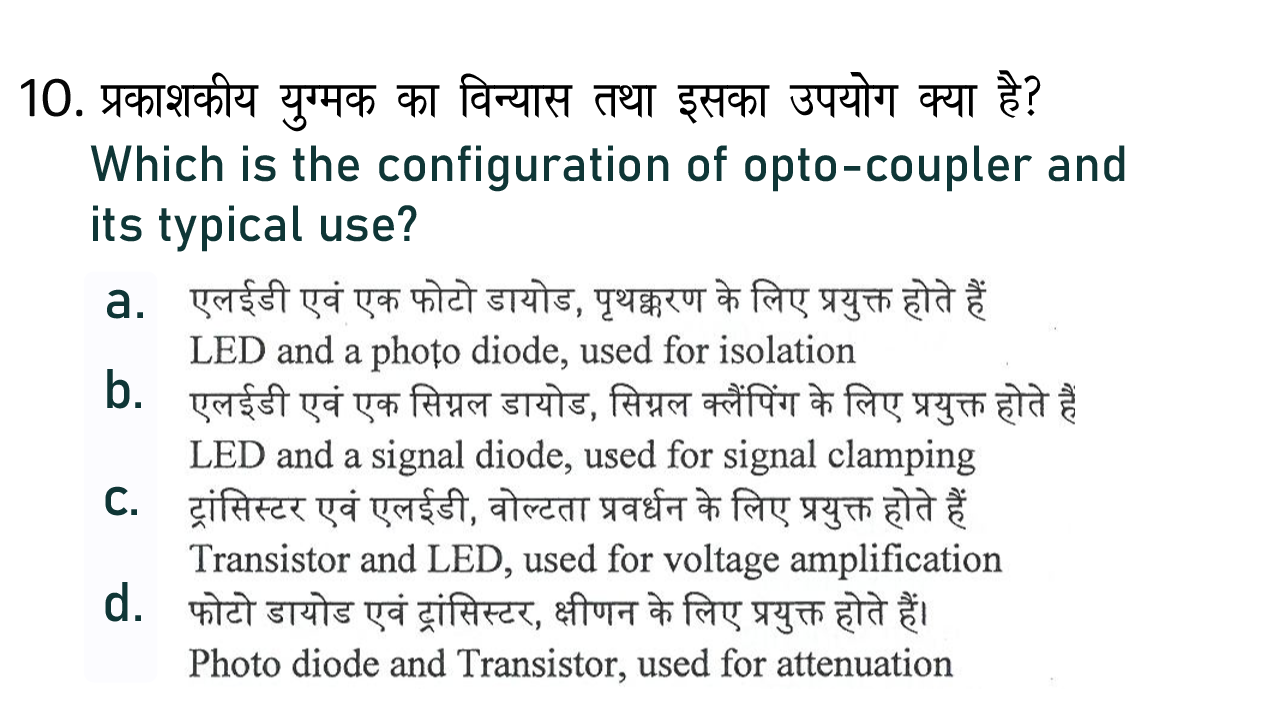 10. प्रकाशकीय युग्मक का विन्यास तथा इसका उपयोग क्या है?
Which is the configuration of opto-coupler and
its typical use?
a. एलईडी एवं एक फोटो डायोड, पृथक्करण के लिए प्रयुक्त होते हैं
LED and a photo diode, used for isolation
b. एलईडी एवं एक सिग्नल डायोड, सिग्नल क्लैंपिंग के लिए प्रयुक्त होते हैं
LED and a signal diode, used for signal clamping
c. ट्रांसिस्टर एवं एलईडी, वोल्टता प्रवर्धन के लिए प्रयुक्त होते हैं
Transistor and LED, used for voltage amplification
d. फोटो डायोड एवं ट्रांसिस्टर, क्षीणन के लिए प्रयुक्त होते हैं।
Photo diode and Transistor, used for attenuation